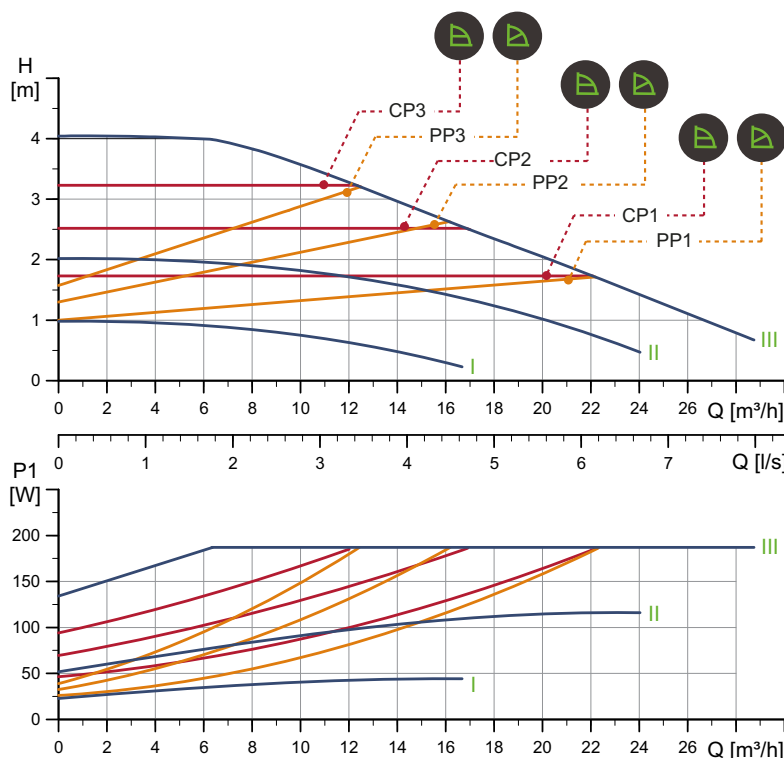 H
[m]
CP3
PP3
CP2
PP2
CP1
PP1
4
3
2
1
0
I
II
III
0 2 4 6 8 10 12 14 16 18 20 22 24 26 Q [m³/h]
0 1 2 3 4 5 6 7 Q [l/s]
P1
[W]
200
150
100
50
0
III
II
I
0 2 4 6 8 10 12 14 16 18 20 22 24 26 Q [m³/h]